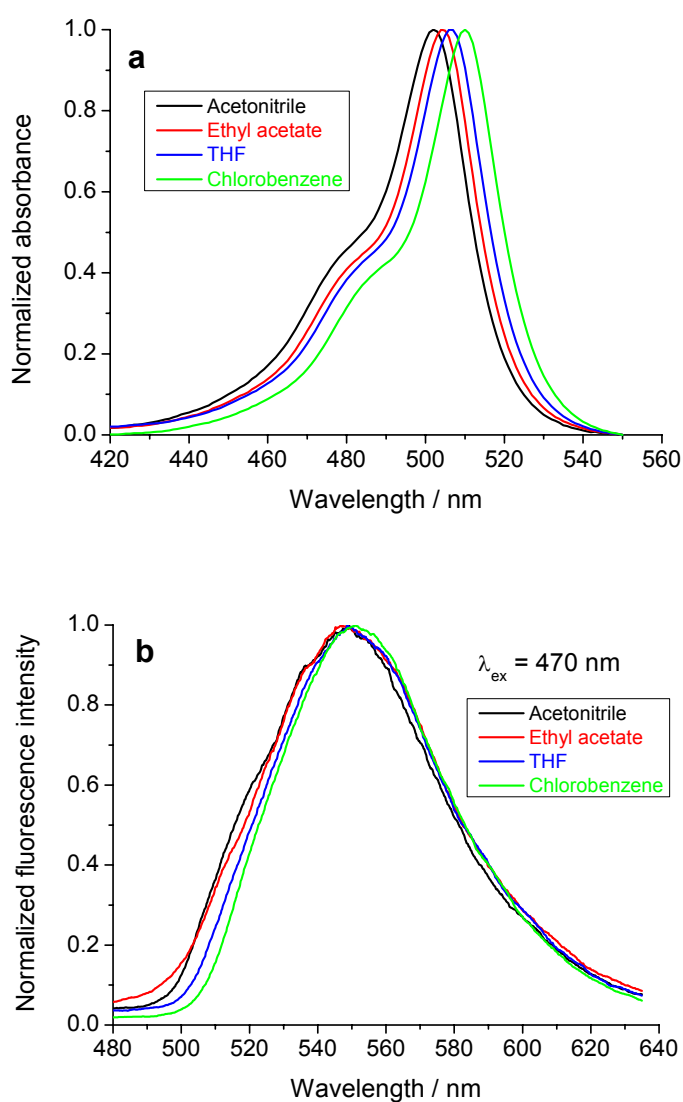 a
Acetonitrile
Ethyl acetate
THF
Chlorobenzene
Normalized absorbance
1.0
0.8
0.6
0.4
0.2
0.0
420 440 460 480 500 520 540 560
Wavelength / nm
b
λex = 470 nm
Acetonitrile
Ethyl acetate
THF
Chlorobenzene
Normalized fluorescence intensity
1.0
0.8
0.6
0.4
0.2
0.0
480 500 520 540 560 580 600 620 640
Wavelength / nm